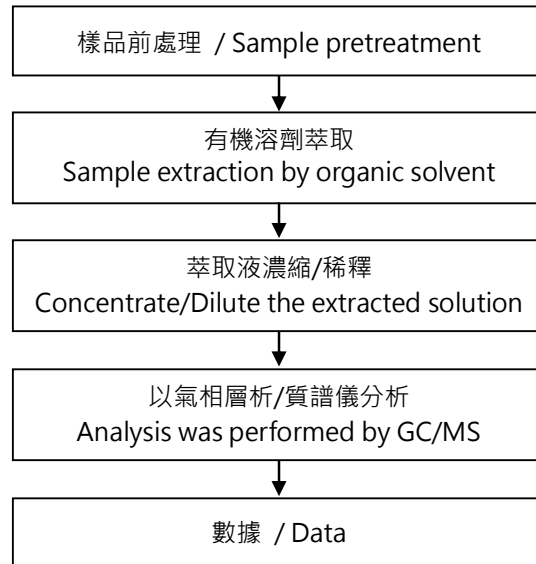 樣品前處理 / Sample pretreatment
有機溶劑萃取
Sample extraction by organic solvent
萃取液濃縮/稀釋
Concentrate/Dilute the extracted solution
以氣相層析/質譜儀分析
Analysis was performed by GC/MS
數據 / Data